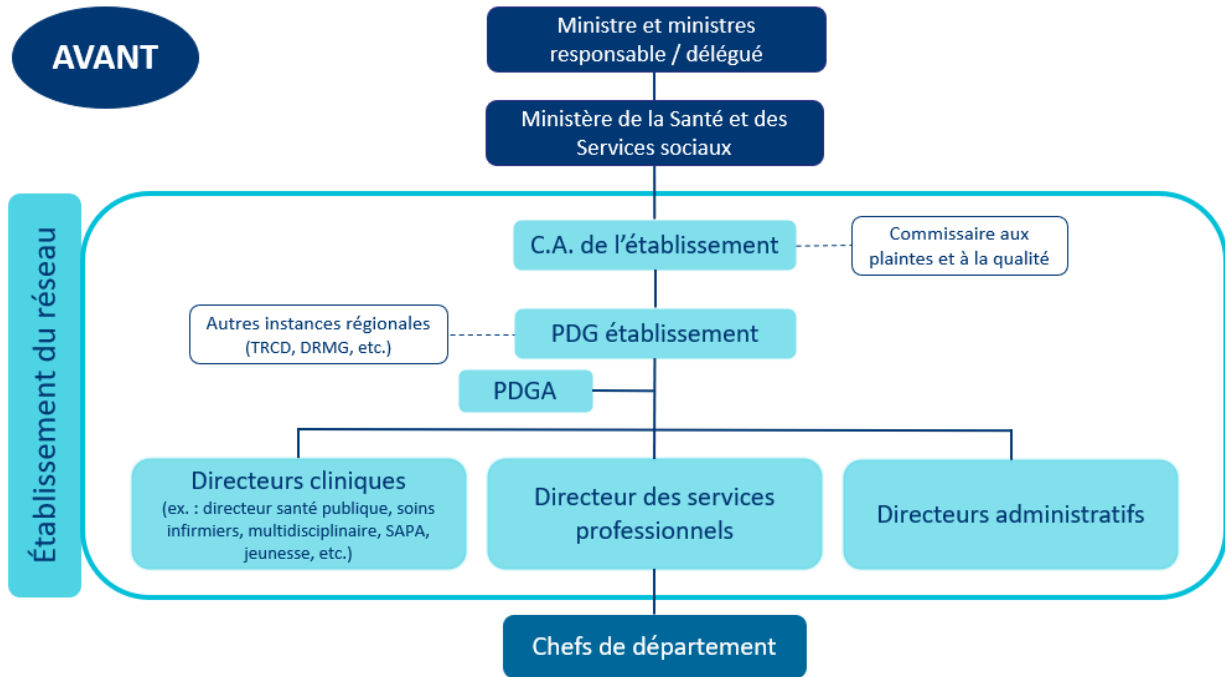 AVANT
Ministre et ministres
responsable / délégué
Ministère de la Santé et des
Services sociaux
Établissement du réseau
C.A. de l'établissement
Commissaire aux
plaintes et à la qualité
Autres instances régionales
(TRCD, DRMG, etc.)
PDG établissement
PDGA
Directeurs cliniques
(ex. : directeur santé publique, soins
infirmiers, multidisciplinaire, SAPA,
jeunesse, etc.)
Directeur des services
professionnels
Directeurs administratifs
Chefs de département